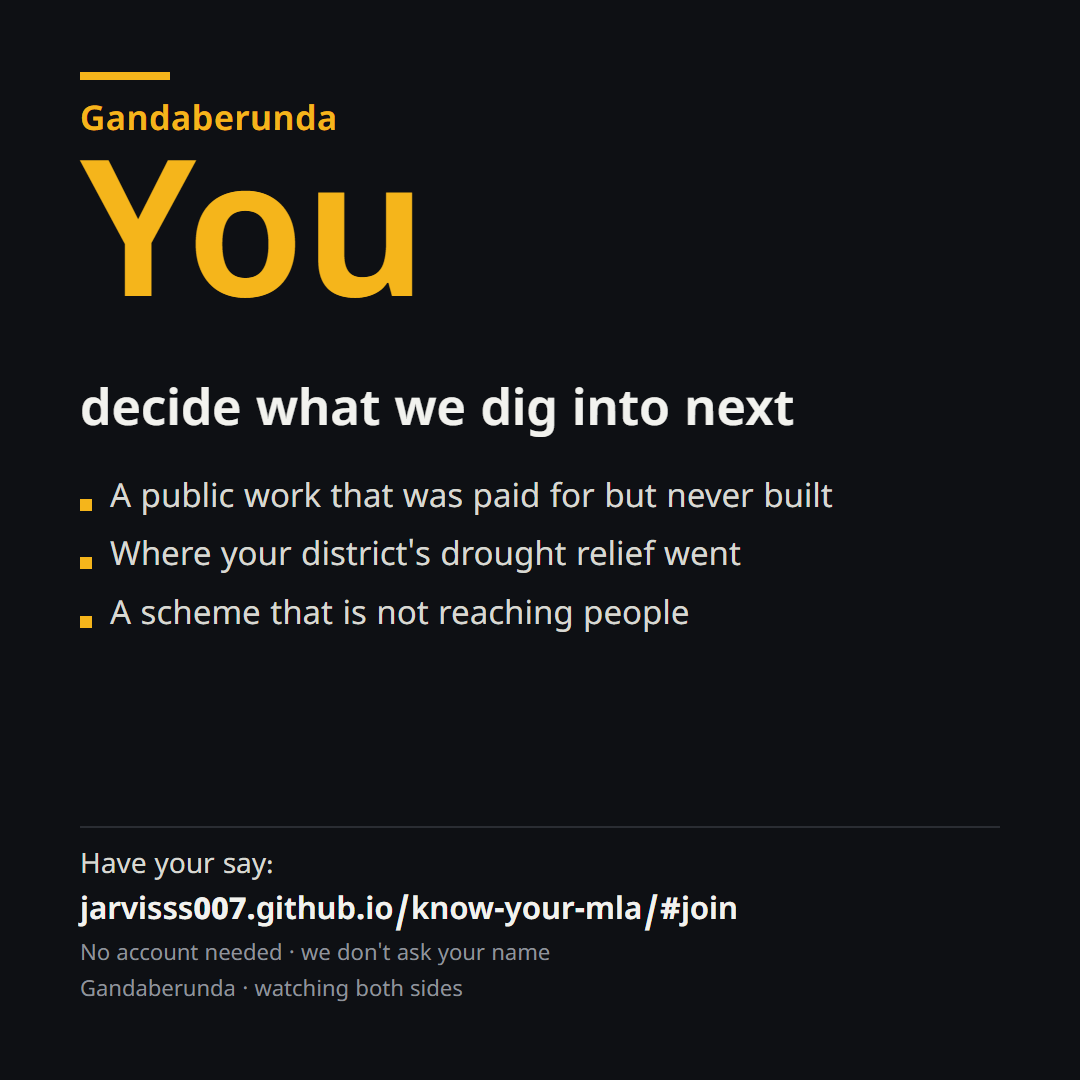 Gandaberunda
You
decide what we dig into next
A public work that was paid for but never built
Where your district's drought relief went
A scheme that is not reaching people
Have your say:
jarvisss007.github.io/know-your-mla/#join
No account needed · we don't ask your name
Gandaberunda · watching both sides